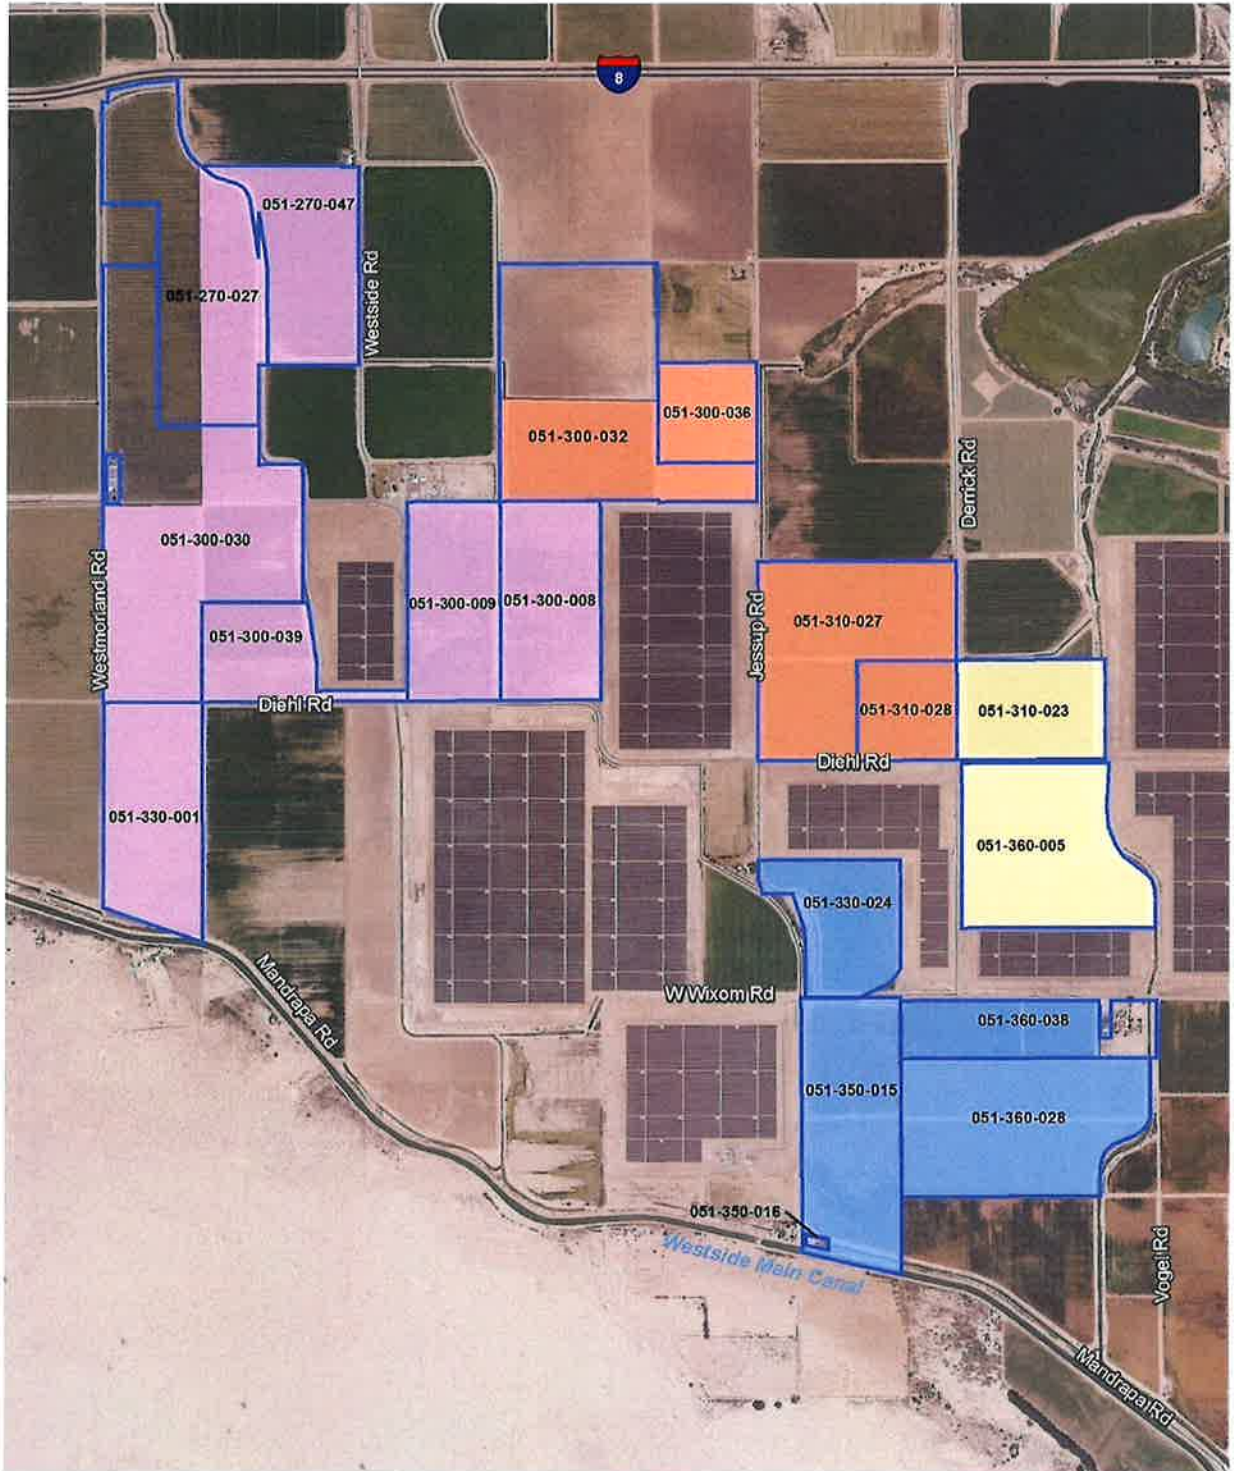 8
051-270-047
Westside Rd
051-270-027
051-300-036
051-300-032
Derrick Rd
051-300-030
Westmorland Rd
051-300-009
051-300-008
Jessup Rd
051-310-027
051-300-039
Diehl Rd
051-310-028
051-310-023
Diehl Rd
051-330-001
051-360-005
051-330-024
Mandrapa Rd
W Wixom Rd
051-360-038
051-350-015
051-360-028
051-350-016
Westside Main Canal
Vogel Rd
Mandrapa Rd